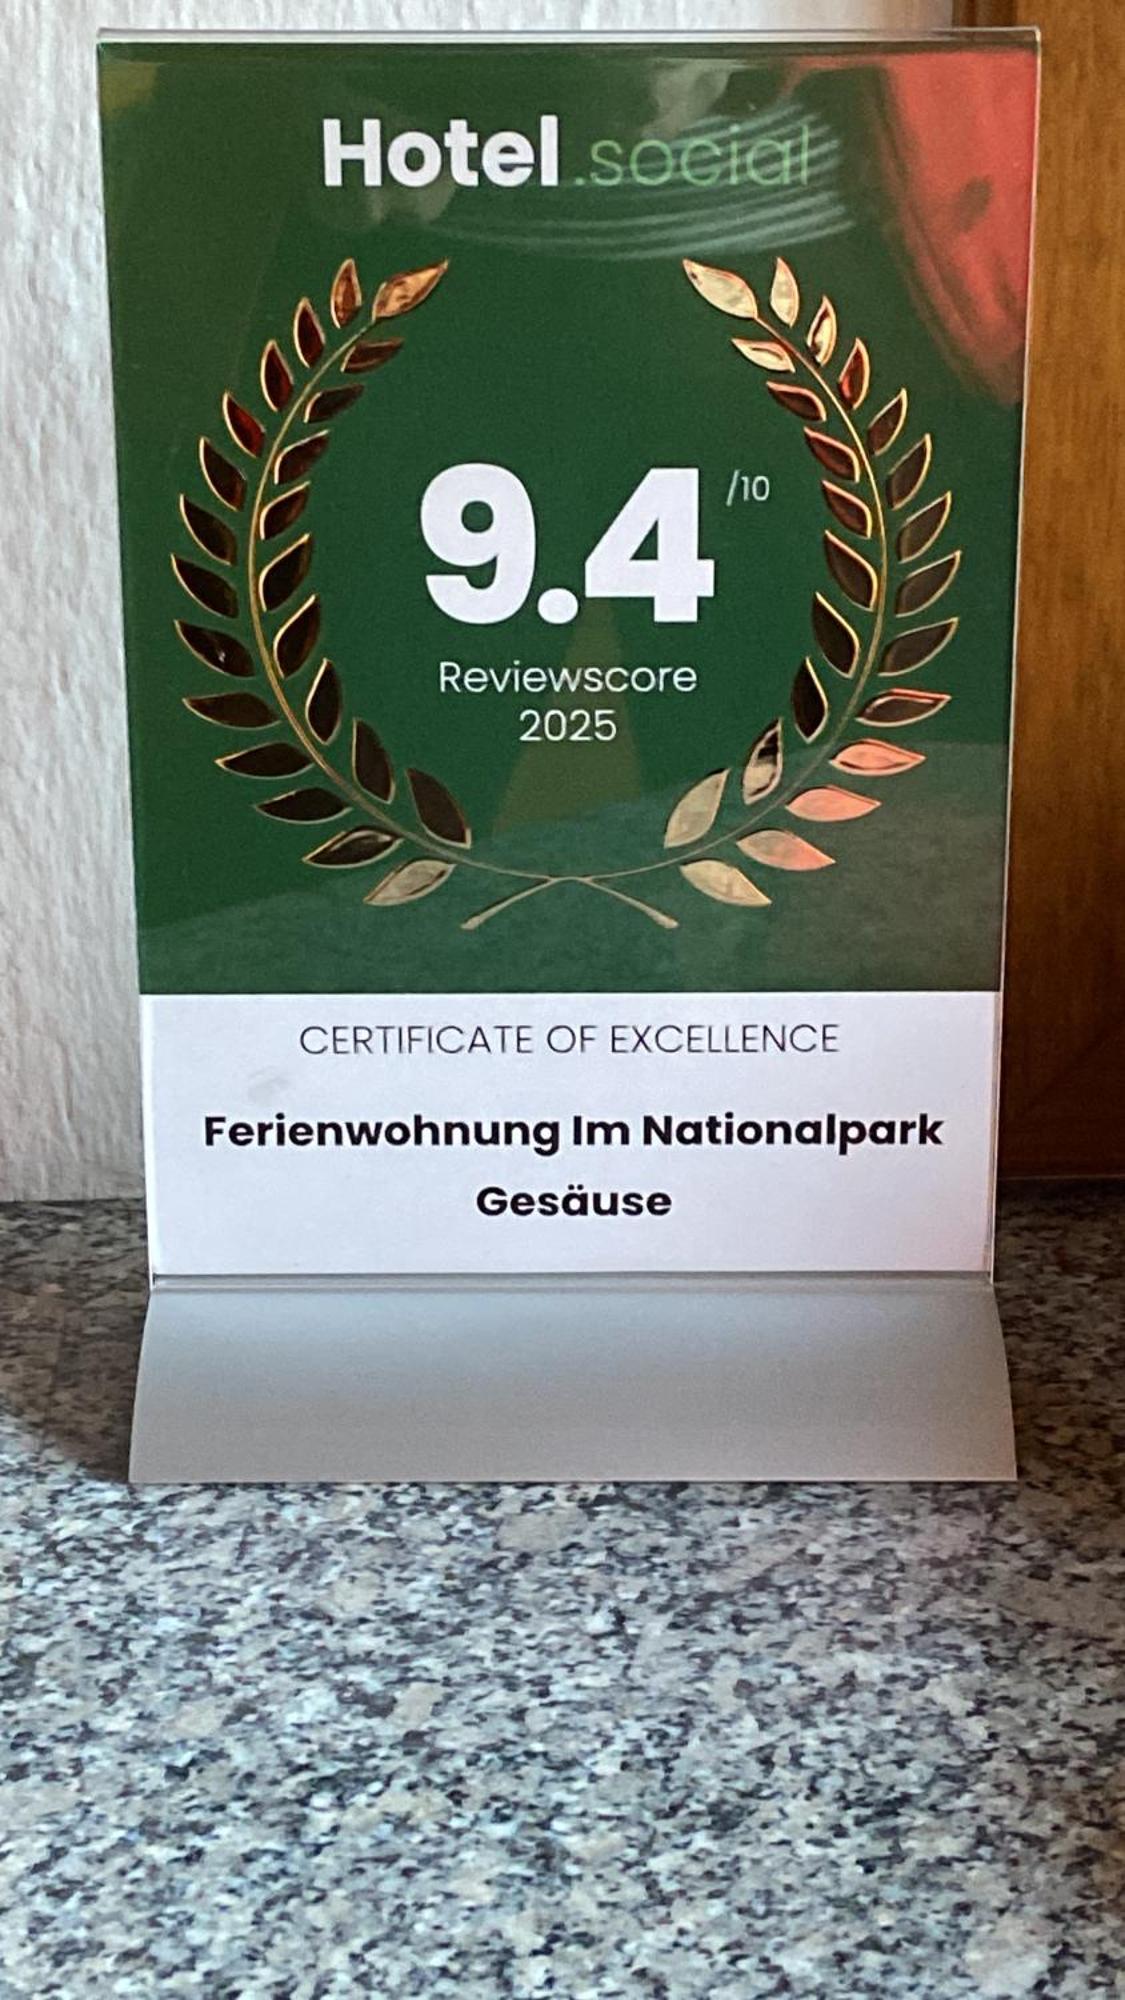 Hotel.social
9.4 /10
Reviewscore
2025
CERTIFICATE OF EXCELLENCE
Ferienwohnung Im Nationalpark
Gesäuse